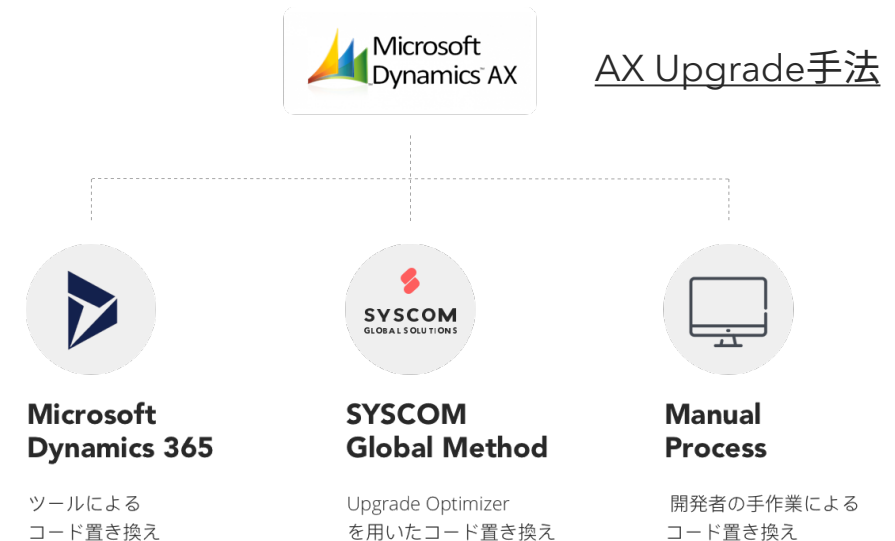 Microsoft
Dynamics™ AX
AX Upgrade手法
SYSCOM
GLOBAL SOLUTIONS
Microsoft
Dynamics 365
SYSCOM
Global Method
Manual
Process
ツールによる
コード置き換え
Upgrade Optimizer
を用いたコード置き換え
開発者の手作業による
コード置き換え